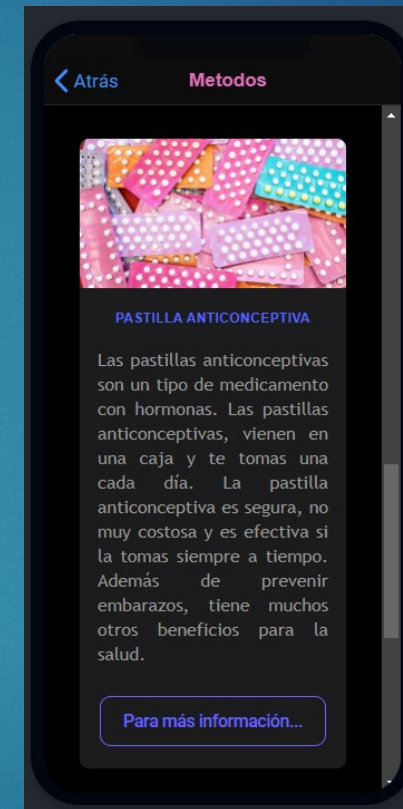 Atrás
Metodos
PASTILLA ANTICONCEPTIVA
Las pastillas anticonceptivas
son un tipo de medicamento
con hormonas. Las pastillas
anticonceptivas, vienen en
una caja y te tomas una
cada día. La pastilla
anticonceptiva es segura, no
muy costosa y es efectiva si
la tomas siempre a tiempo.
Además de prevenir
embarazos, tiene muchos
otros beneficios para la
salud.
Para más información...